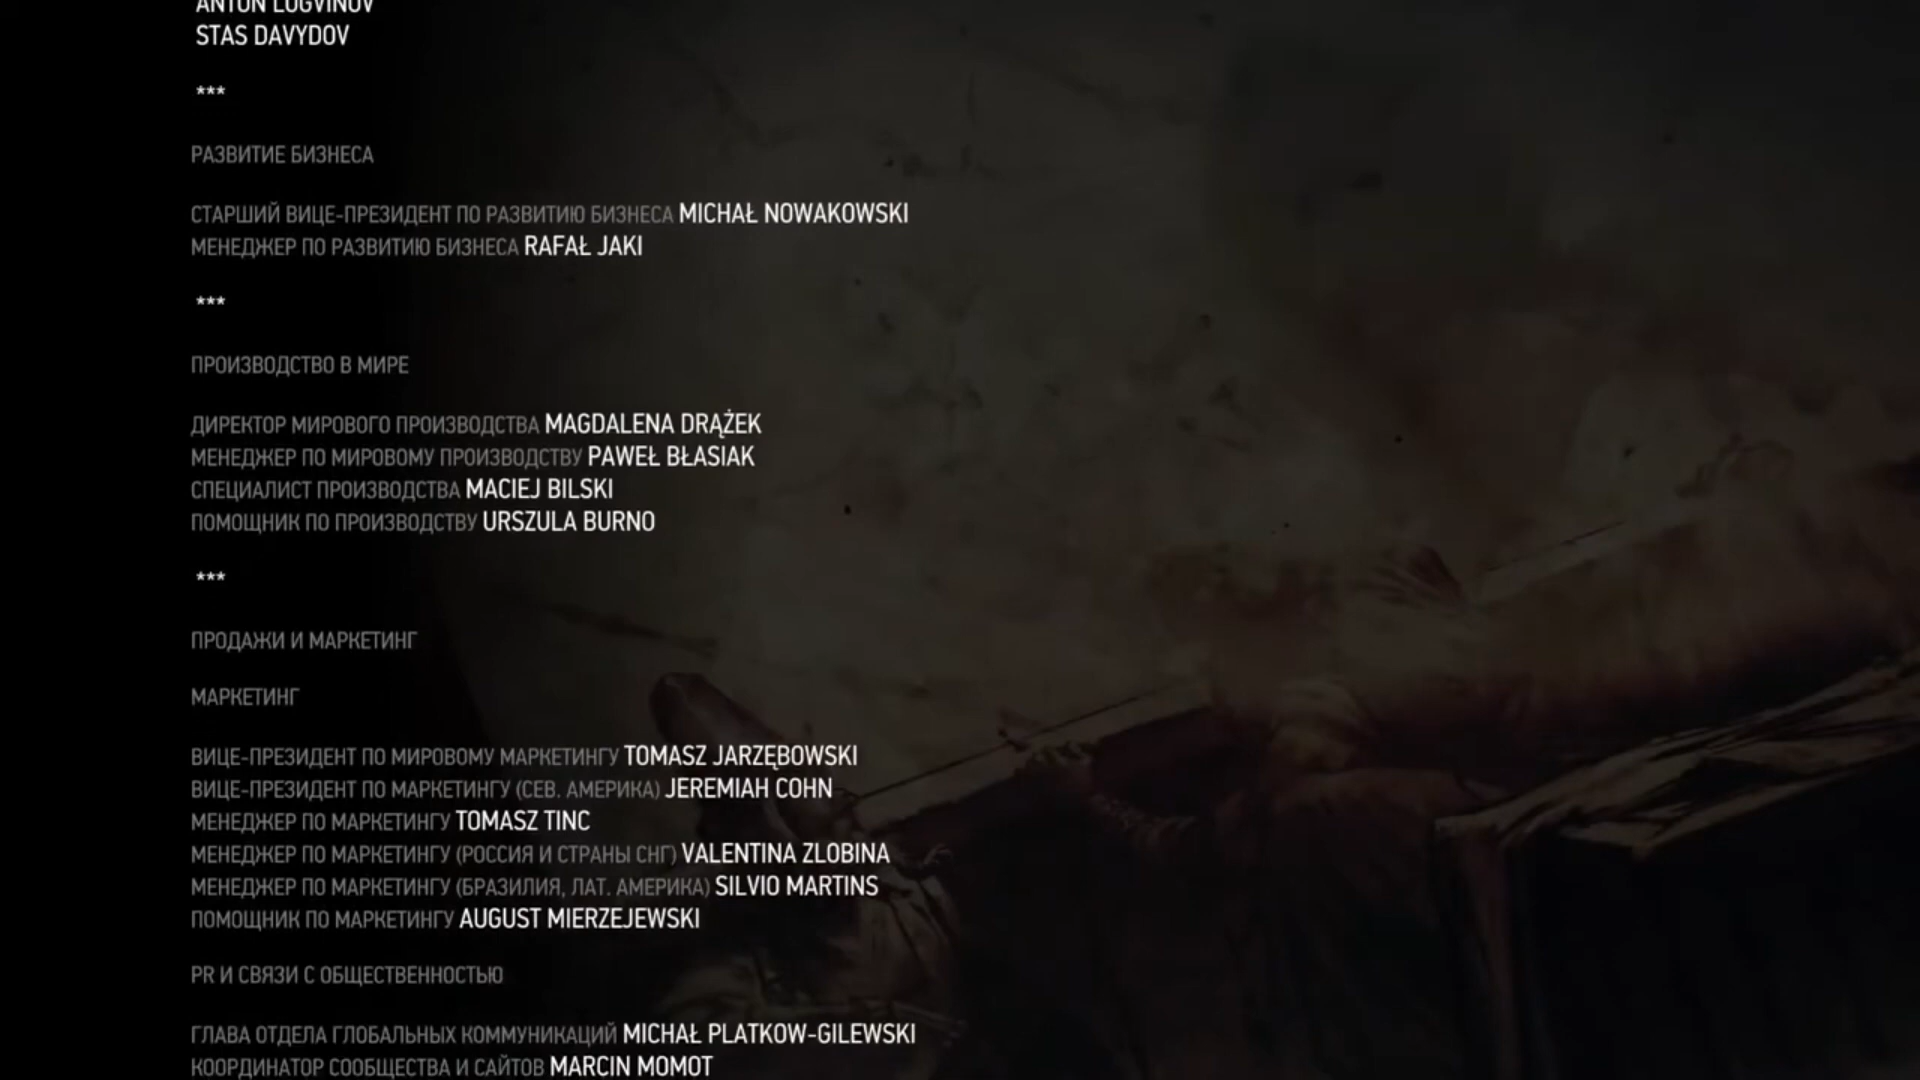 ANTON LOGVINOV
STAS DAVYDOV
***
РАЗВИТИЕ БИЗНЕСА
СТАРШИЙ ВИЦЕ-ПРЕЗИДЕНТ ПО РАЗВИТИЮ БИЗНЕСА MICHAŁ NOWAKOWSKI
МЕНЕДЖЕР ПО РАЗВИТИЮ БИЗНЕСА RAFAŁ JAKI
***
ПРОИЗВОДСТВО В МИРЕ
ДИРЕКТОР МИРОВОГО ПРОИЗВОДСТВА MAGDALENA DRĄŻEK
МЕНЕДЖЕР ПО МИРОВОМУ ПРОИЗВОДСТВУ PAWEŁ BŁASIAK
СПЕЦИАЛИСТ ПРОИЗВОДСТВА MACIEJ BILSKI
ПОМОЩНИК ПО ПРОИЗВОДСТВУ URSZULA BURNO
***
ПРОДАЖИ И МАРКЕТИНГ
МАРКЕТИНГ
ВИЦЕ-ПРЕЗИДЕНТ ПО МИРОВОМУ МАРКЕТИНГУ TOMASZ JARZĘBOWSKI
ВИЦЕ-ПРЕЗИДЕНТ ПО МАРКЕТИНГУ (СЕВ. АМЕРИКА) JEREMIAH COHN
МЕНЕДЖЕР ПО МАРКЕТИНГУ TOMASZ TINC
МЕНЕДЖЕР ПО МАРКЕТИНГУ (РОССИЯ И СТРАНЫ СНГ) VALENTINA ZLOBINA
МЕНЕДЖЕР ПО МАРКЕТИНГУ (БРАЗИЛИЯ, ЛАТ. АМЕРИКА) SILVIO MARTINS
ПОМОЩНИК ПО МАРКЕТИНГУ AUGUST MIERZEJEWSKI
PR И СВЯЗИ С ОБЩЕСТВЕННОСТЬЮ
ГЛАВА ОТДЕЛА ГЛОБАЛЬНЫХ КОММУНИКАЦИЙ MICHAŁ PLATKOW-GILEWSKI
КООРДИНАТОР СООБЩЕСТВА И САЙТОВ MARCIN MOMOT